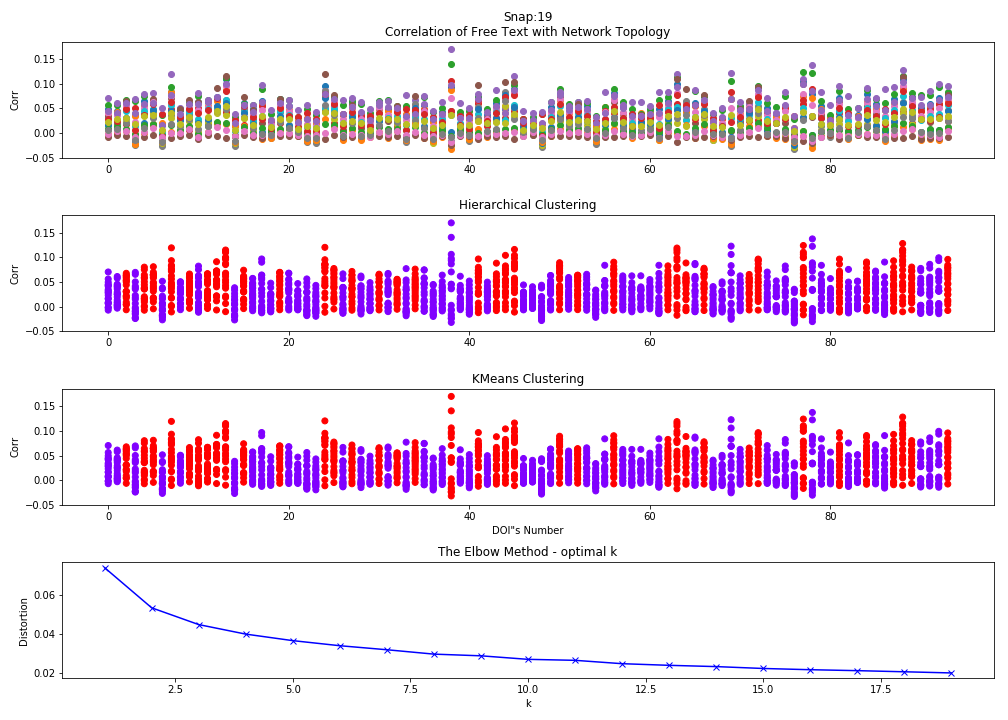 Snap:19
Correlation of Free Text with Network Topology
0.15
0.10
0.05
0.00
−0.05
Corr
0 20 40 60 80
Hierarchical Clustering
0.15
0.10
0.05
0.00
−0.05
Corr
0 20 40 60 80
KMeans Clustering
0.15
0.10
0.05
0.00
−0.05
Corr
0 20 40 60 80
DOI"s Number
The Elbow Method - optimal k
0.06
0.04
0.02
Distortion
2.5 5.0 7.5 10.0 12.5 15.0 17.5
k